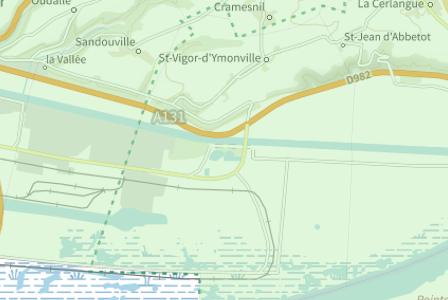 Oudalle
Cramesnil
La Cerlangue
Sandouville
St-Jean d'Abbetot
la Vallée
St-Vigor-d'Ymonville
D982
A131